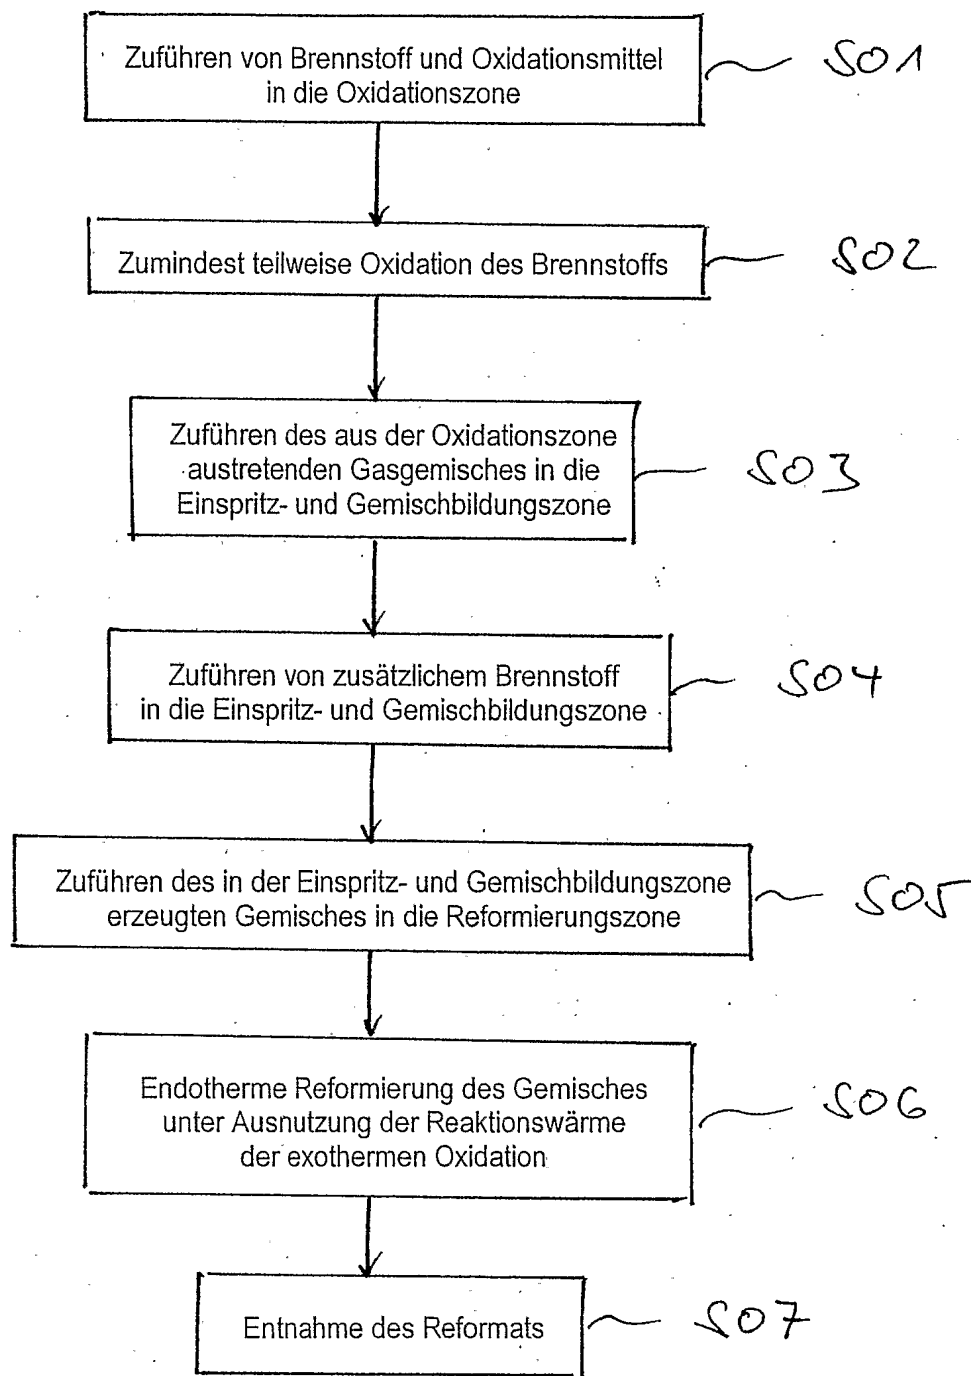 Zuführen von Brennstoff und Oxidationsmittel
in die Oxidationszone
S01
Zumindest teilweise Oxidation des Brennstoffs
S02
Zuführen des aus der Oxidationszone
austretenden Gasgemisches in die
Einspritz- und Gemischbildungszone
S03
Zuführen von zusätzlichem Brennstoff
in die Einspritz- und Gemischbildungszone
S04
Zuführen des in der Einspritz- und Gemischbildungszone
erzeugten Gemisches in die Reformierungszone
S05
Endotherme Reformierung des Gemisches
unter Ausnutzung der Reaktionswärme
der exothermen Oxidation
S06
Entnahme des Reformats
S07